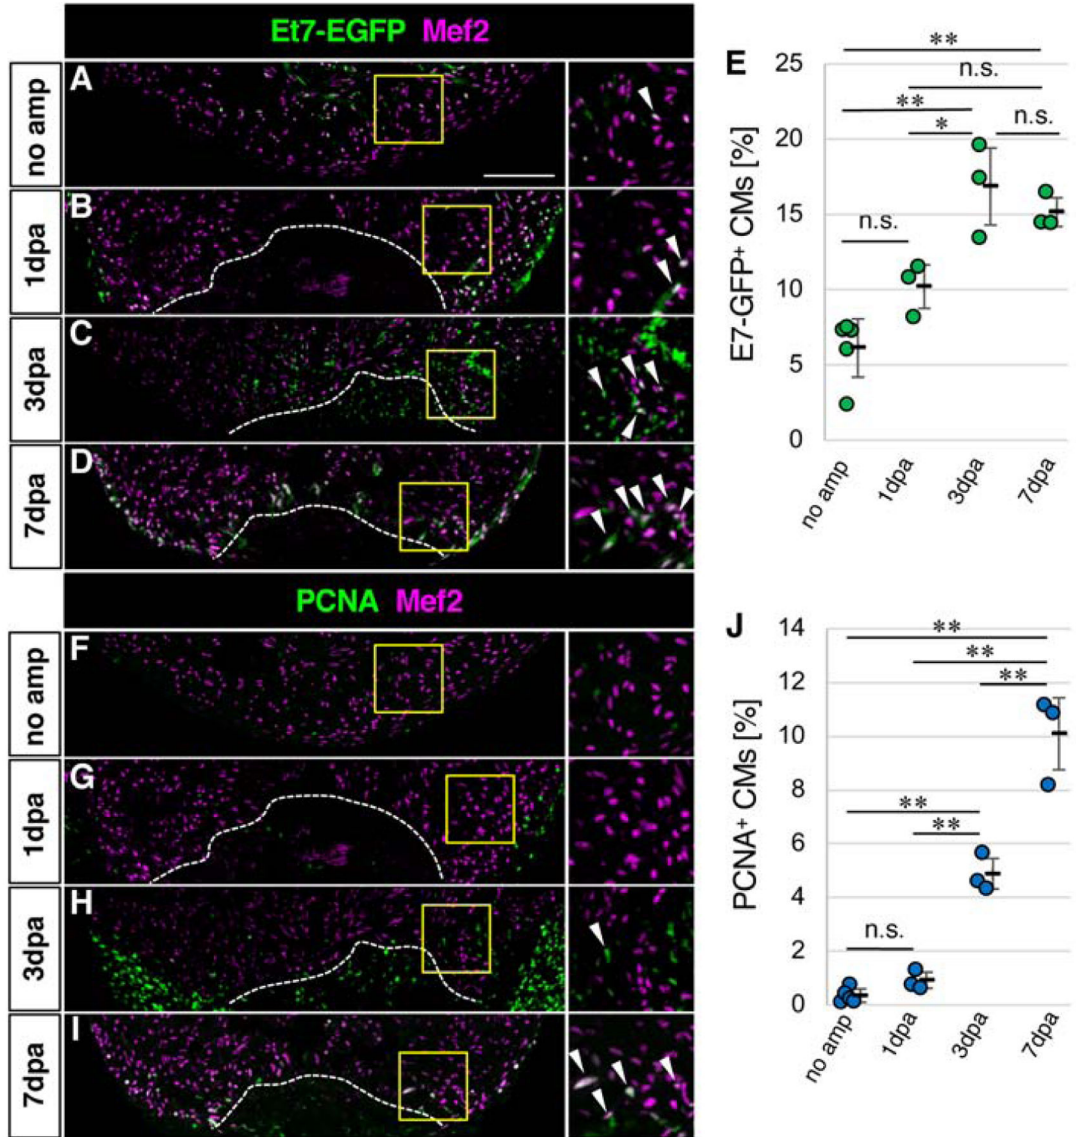 Et7-EGFP Mef2
no amp
A
1dpa
B
3dpa
C
7dpa
D
PCNA Mef2
no amp
F
1dpa
G
3dpa
H
7dpa
I
E
E7-GFP+ CMs [%]
25
20
15
10
5
0
**
n.s.
**
*
n.s.
n.s.
no amp
1dpa
3dpa
7dpa
J
PCNA+ CMs [%]
14
12
10
8
6
4
2
0
**
**
**
**
**
n.s.
no amp
1dpa
3dpa
7dpa